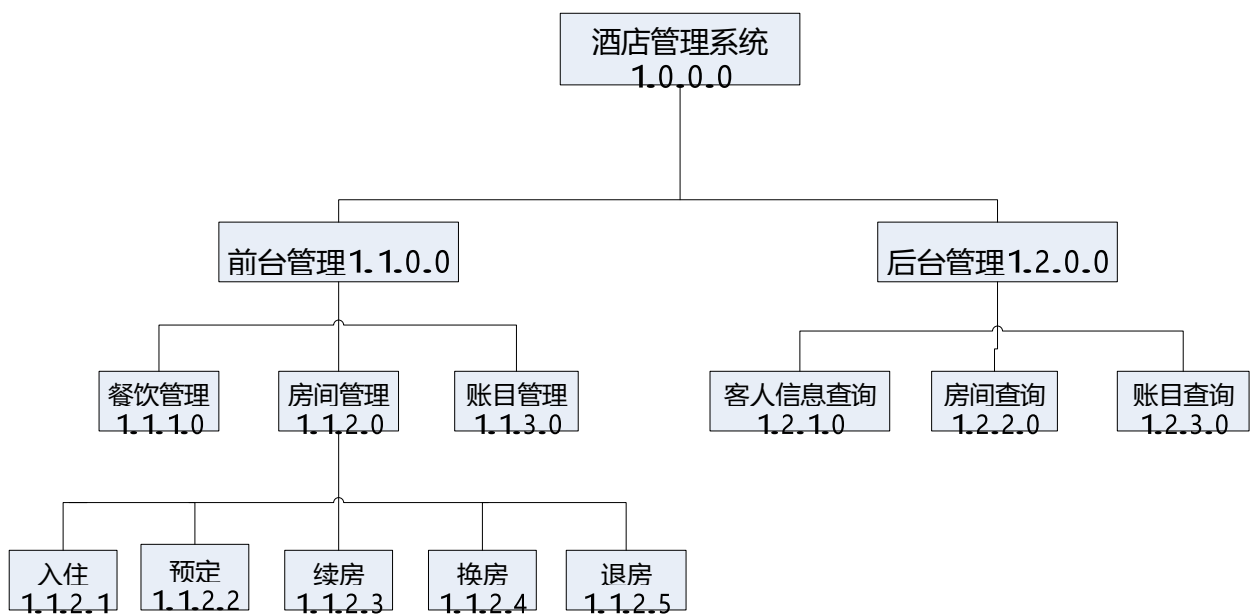 酒店管理系统
1.0.0.0
前台管理1.1.0.0
后台管理1.2.0.0
餐饮管理
1.1.1.0
房间管理
1.1.2.0
账目管理
1.1.3.0
客人信息查询
1.2.1.0
房间查询
1.2.2.0
账目查询
1.2.3.0
入住
1.1.2.1
预定
1.1.2.2
续房
1.1.2.3
换房
1.1.2.4
退房
1.1.2.5